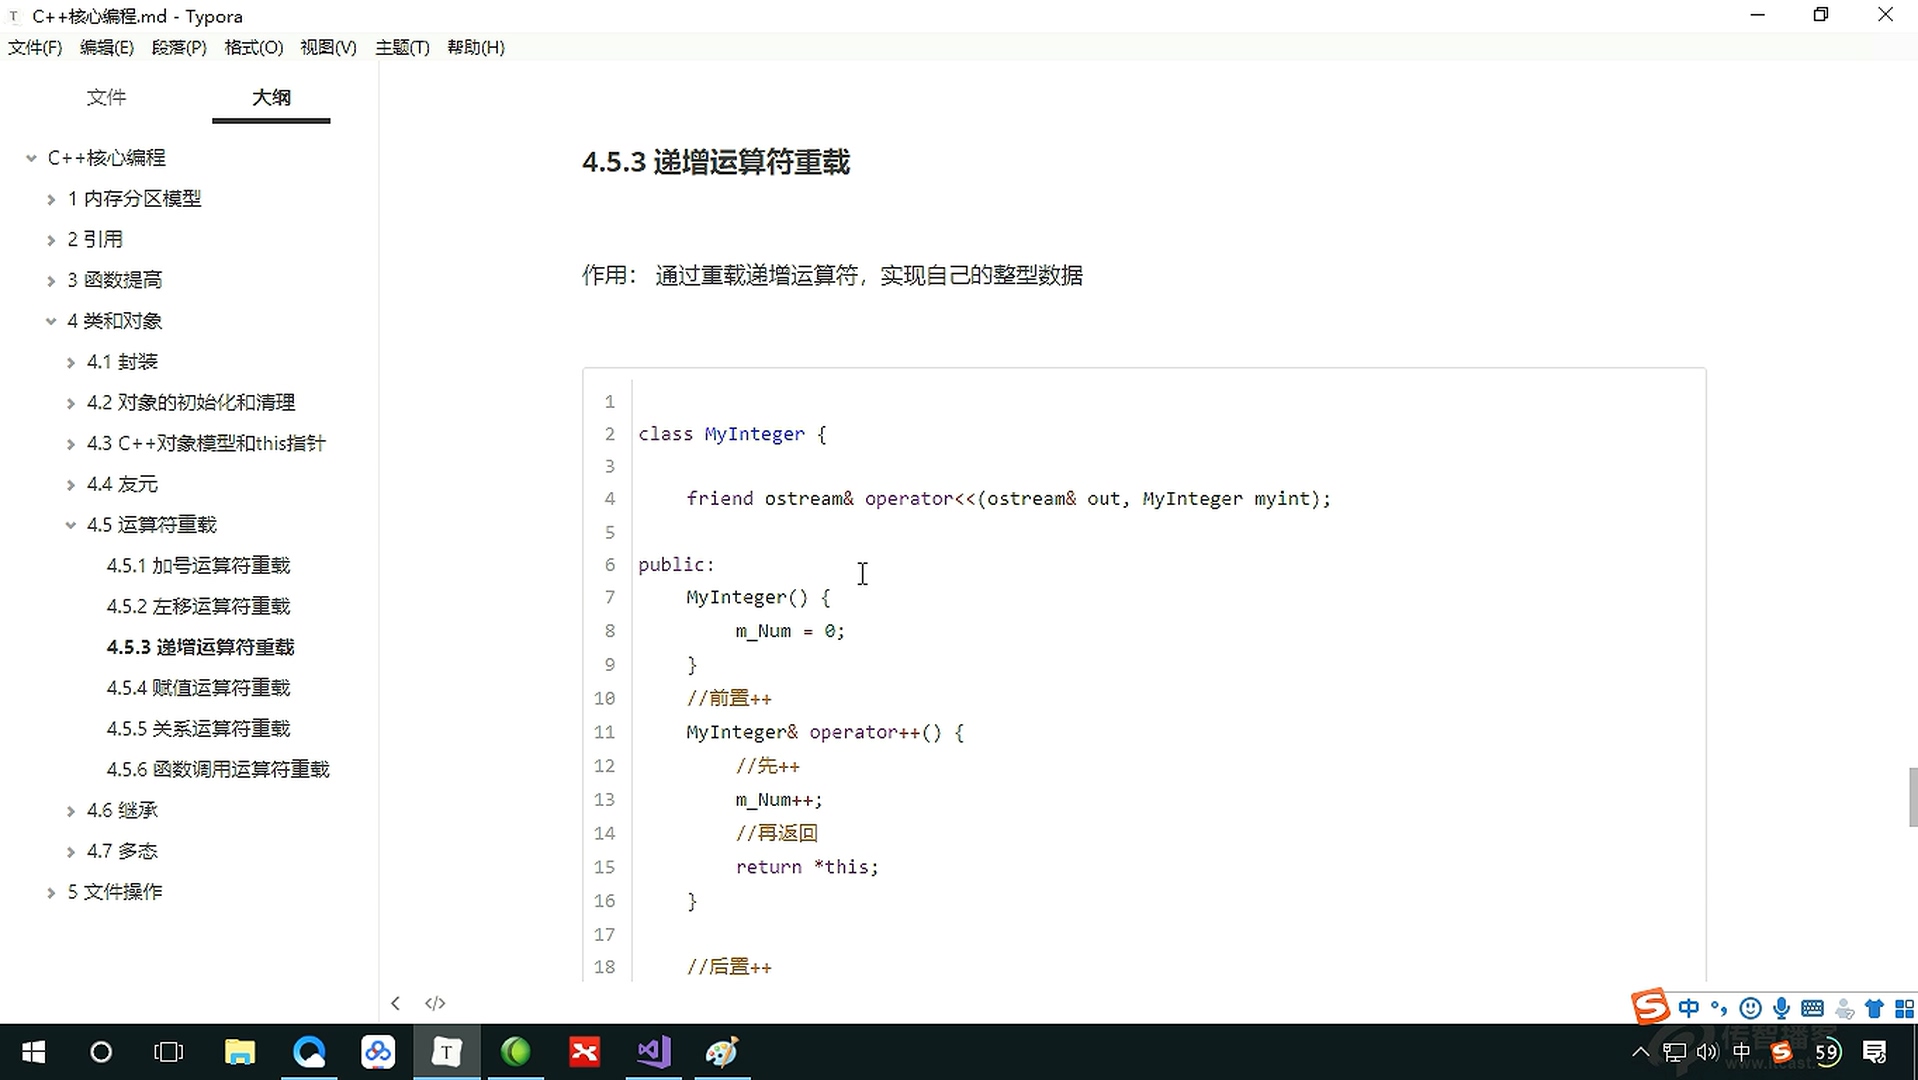 C++核心编程.md - Typora
文件(F) 编辑(E) 段落(P) 格式(O) 视图(V) 主题(T) 帮助(H)
文件 大纲
C++核心编程
1 内存分区模型
2 引用
3 函数提高
4 类和对象
4.1 封装
4.2 对象的初始化和清理
4.3 C++对象模型和this指针
4.4 友元
4.5 运算符重载
4.5.1 加号运算符重载
4.5.2 左移运算符重载
4.5.3 递增运算符重载
4.5.4 赋值运算符重载
4.5.5 关系运算符重载
4.5.6 函数调用运算符重载
4.6 继承
4.7 多态
5 文件操作
4.5.3 递增运算符重载
作用： 通过重载递增运算符，实现自己的整型数据
1
2 class MyInteger {
3
4 friend ostream& operator<<(ostream& out, MyInteger myint);
5
6 public:
7 MyInteger() {
8 m_Num = 0;
9 }
10 //前置++
11 MyInteger& operator++() {
12 //先++
13 m_Num++;
14 //再返回
15 return *this;
16 }
17
18 //后置++
</>
中
中 59
传智播客
www.itcast.